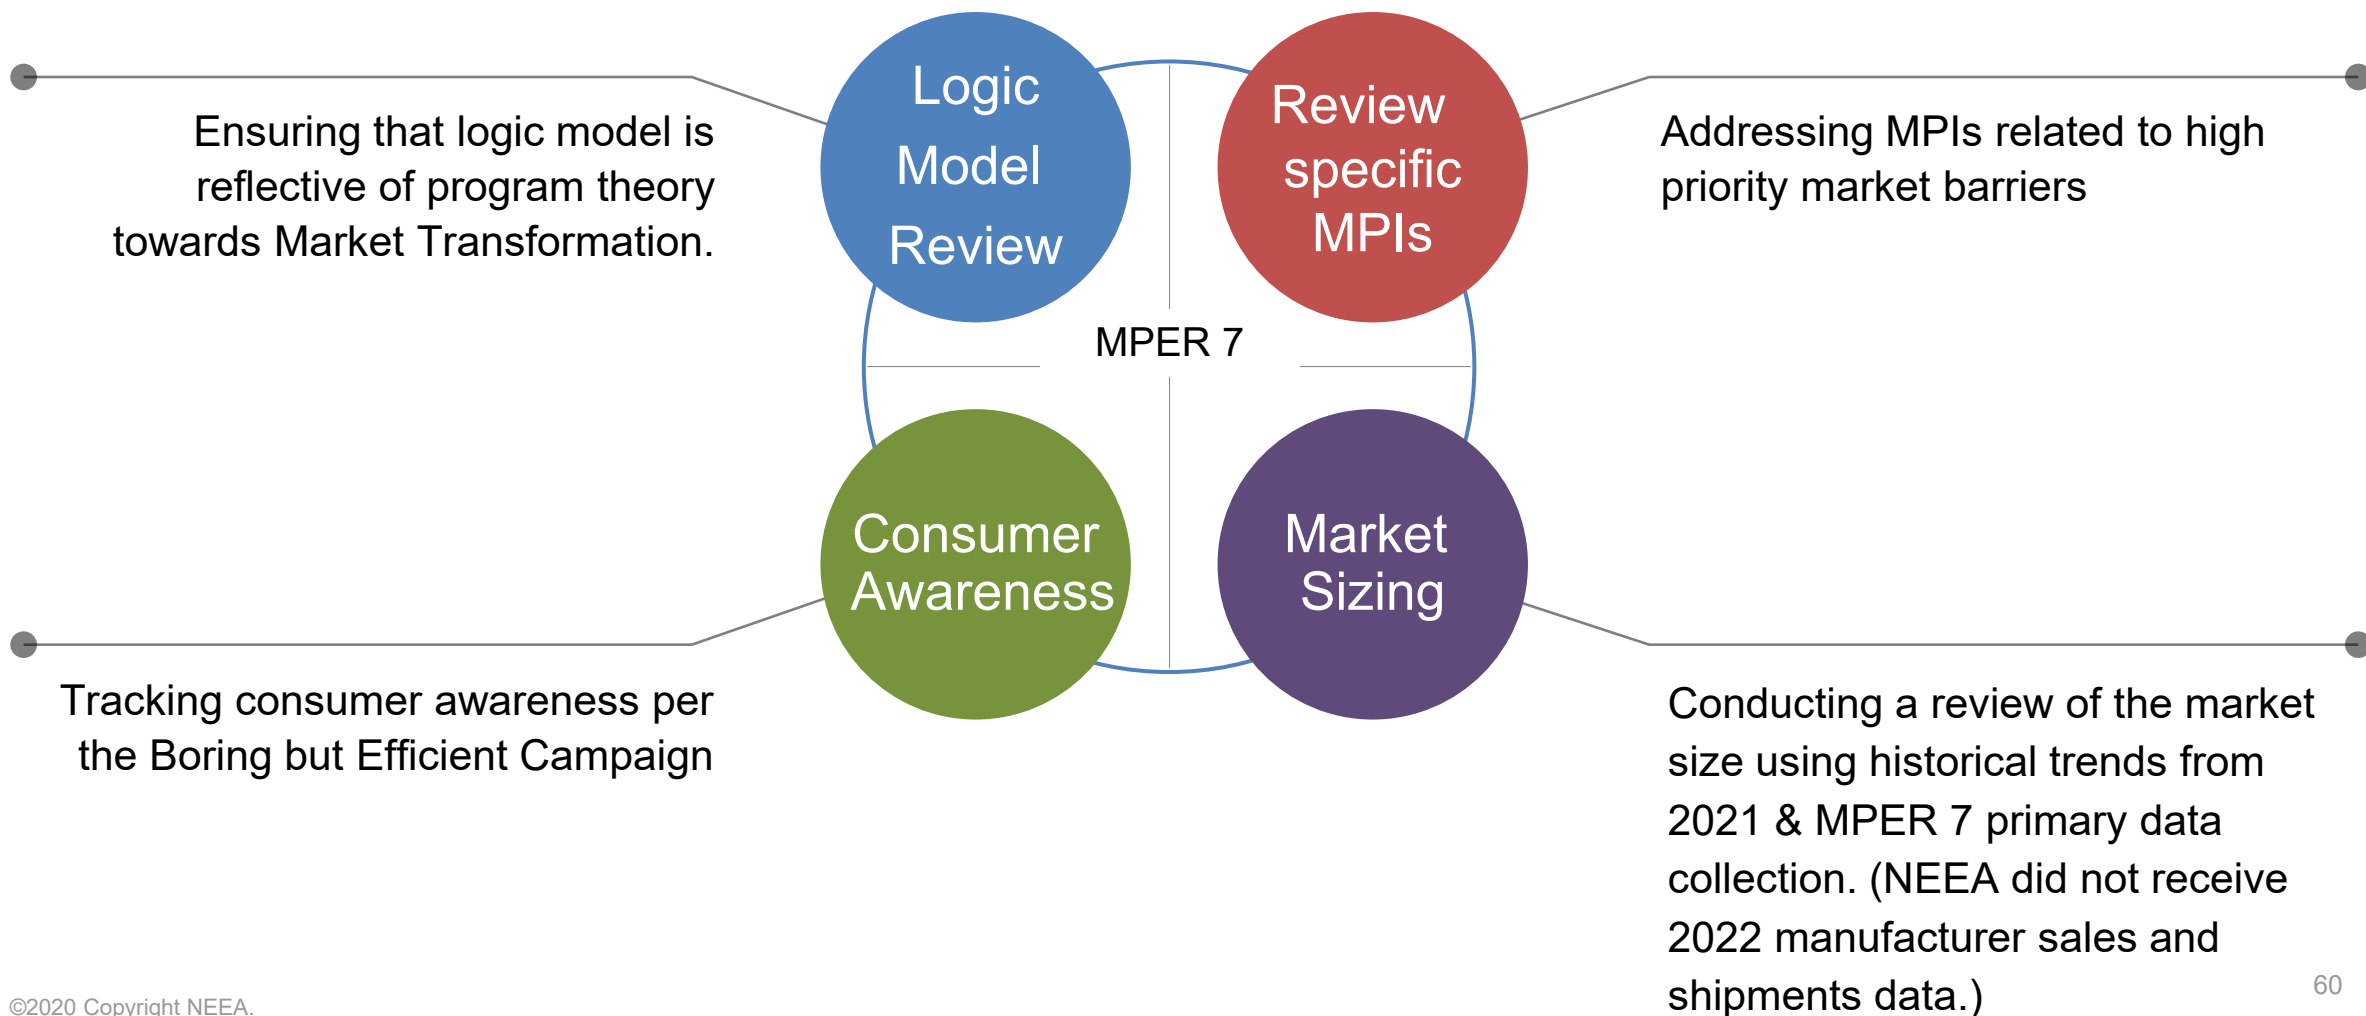 Logic
Model
Review
Review
specific
MPIs
Ensuring that logic model is
reflective of program theory
towards Market Transformation.
Addressing MPIs related to high
priority market barriers
MPER 7
Consumer
Awareness
Market
Sizing
Tracking consumer awareness per
the Boring but Efficient Campaign
Conducting a review of the market
size using historical trends from
2021 & MPER 7 primary data
collection. (NEEA did not receive
2022 manufacturer sales and
shipments data.)
©2020 Copyright NEEA.
60